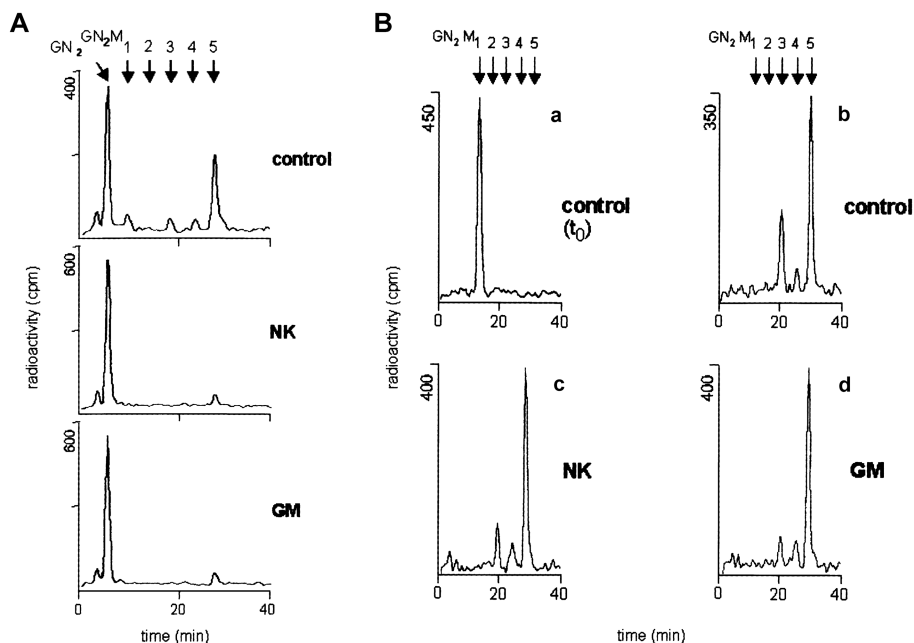 A
GN2 GN2M1 2 3 4 5
400
control
600
NK
600
GM
radioactivity (cpm)
0 20 40
time (min)
B
GN2 M1 2 3 4 5
450
a
control
(t0)
0 20 40
GN2 M1 2 3 4 5
350
b
control
0 20 40
400
c
NK
0 20 40
400
d
GM
0 20 40
radioactivity (cpm)
time (min)